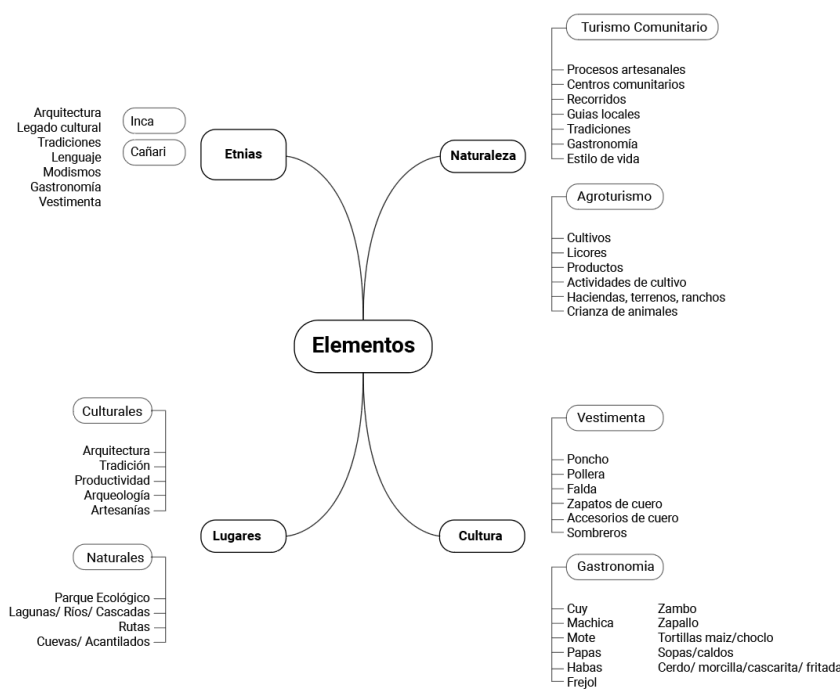 Elementos
Etnias
Inca
Cañari
Arquitectura
Legado cultural
Tradiciones
Lenguaje
Modismos
Gastronomía
Vestimenta
Naturaleza
Turismo Comunitario
Procesos artesanales
Centros comunitarios
Recorridos
Guias locales
Tradiciones
Gastronomía
Estilo de vida
Agroturismo
Cultivos
Licores
Productos
Actividades de cultivo
Haciendas, terrenos, ranchos
Crianza de animales
Lugares
Culturales
Arquitectura
Tradición
Productividad
Arqueología
Artesanías
Naturales
Parque Ecológico
Lagunas/ Ríos/ Cascadas
Rutas
Cuevas/ Acantilados
Cultura
Vestimenta
Poncho
Pollera
Falda
Zapatos de cuero
Accesorios de cuero
Sombreros
Gastronomia
Cuy
Machica
Mote
Papas
Habas
Frejol
Zambo
Zapallo
Tortillas maiz/choclo
Sopas/caldos
Cerdo/ morcilla/cascarita/ fritada